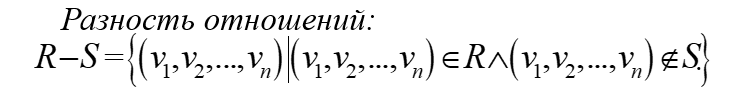 Разность отношений:
R−S={(v₁,v₂,...,vₙ)|(v₁,v₂,...,vₙ)∈R∧(v₁,v₂,...,vₙ)∉S.}